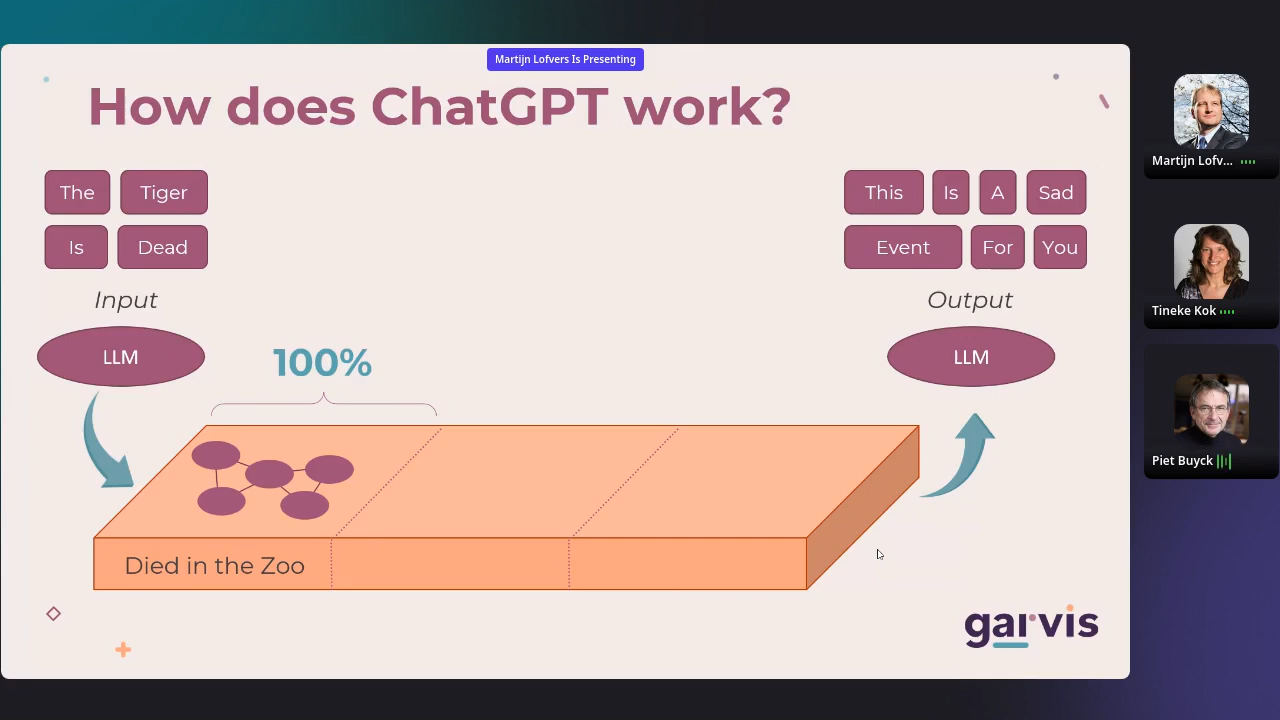 Martijn Lofvers Is Presenting
How does ChatGPT work?
The Tiger
Is Dead
Input
LLM
100%
Died in the Zoo
This Is A Sad
Event For You
Output
LLM
garvis
Martijn Lofv...
Tineke Kok
Piet Buyck